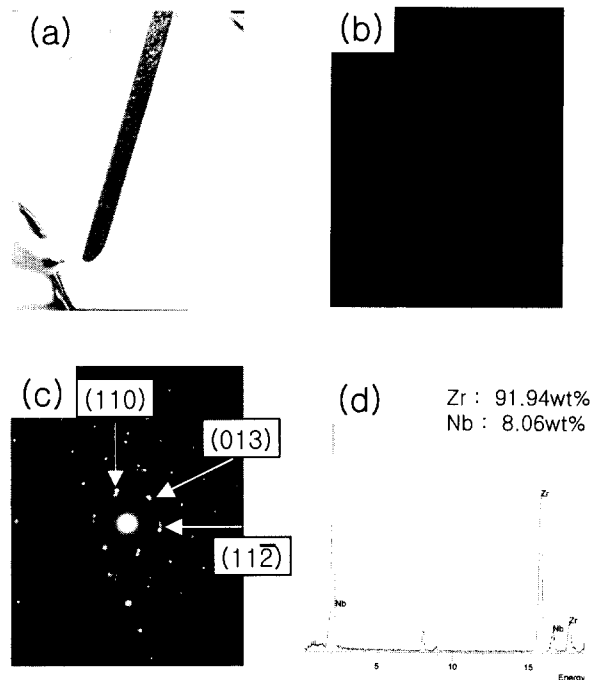 (a)
(b)
(c)
(110)
(013)
(112̄)
(d)
Zr : 91.94wt%
Nb : 8.06wt%
Zr
Nb
Nb
Zr
5
10
15
Energy